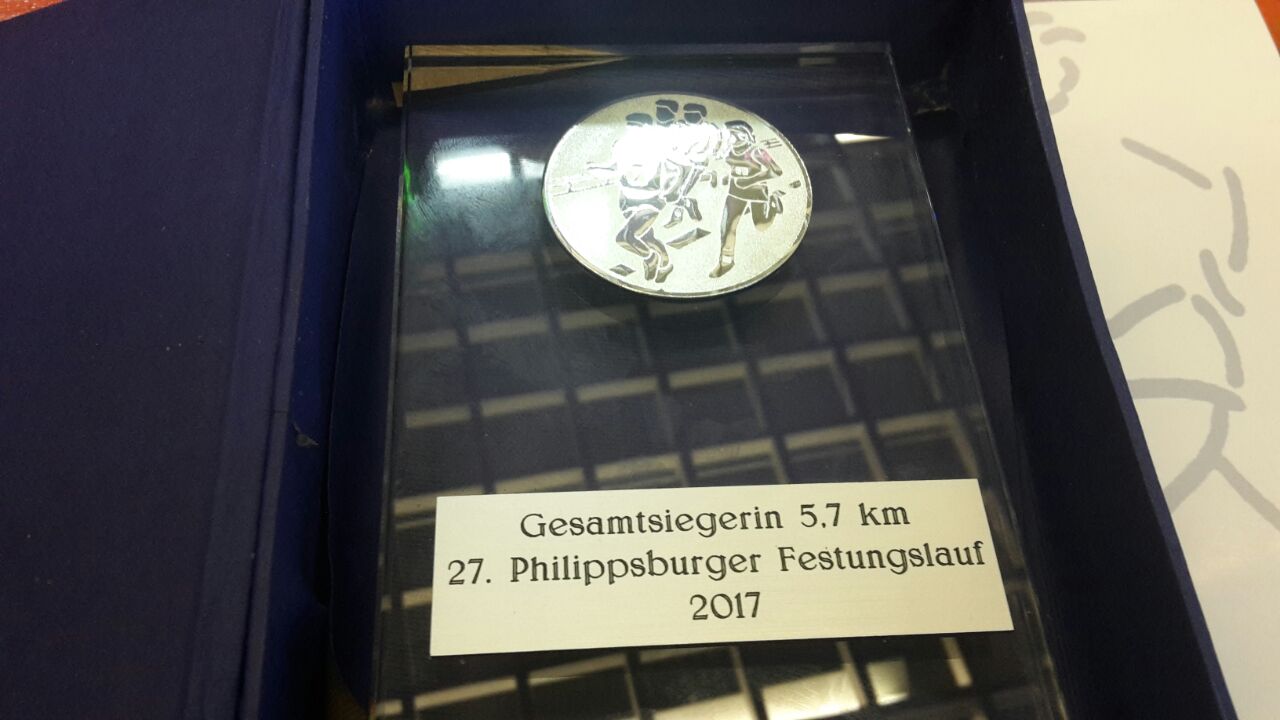 Gesamtsiegerin 5,7 km
27. Philippsburger Festungslauf
2017